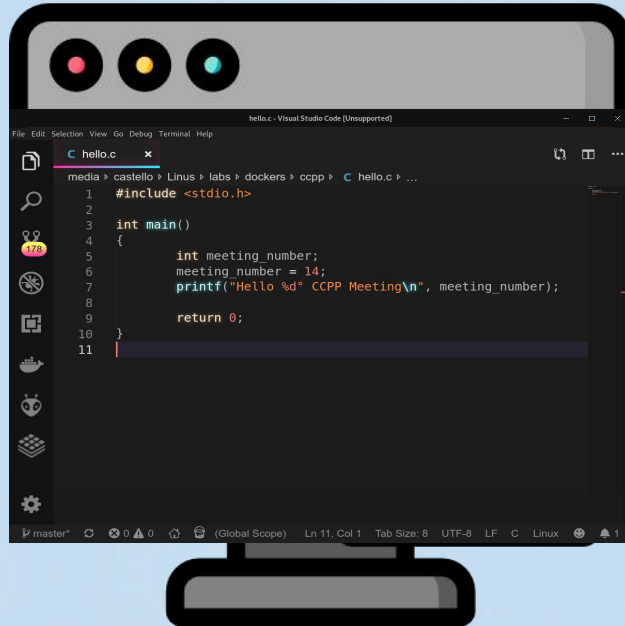 hello.c - Visual Studio Code [Unsupported]
File Edit Selection View Go Debug Terminal Help
C hello.c ×
media ▸ castello ▸ Linus ▸ labs ▸ dockers ▸ ccpp ▸ C hello.c ▸ ...
1 #include <stdio.h>
2
3 int main()
4 {
5 int meeting_number;
6 meeting_number = 14;
7 printf("Hello %d° CCPP Meeting\n", meeting_number);
8
9 return 0;
10 }
11
178
master* 0 0 (Global Scope) Ln 11, Col 1 Tab Size: 8 UTF-8 LF C Linux 1